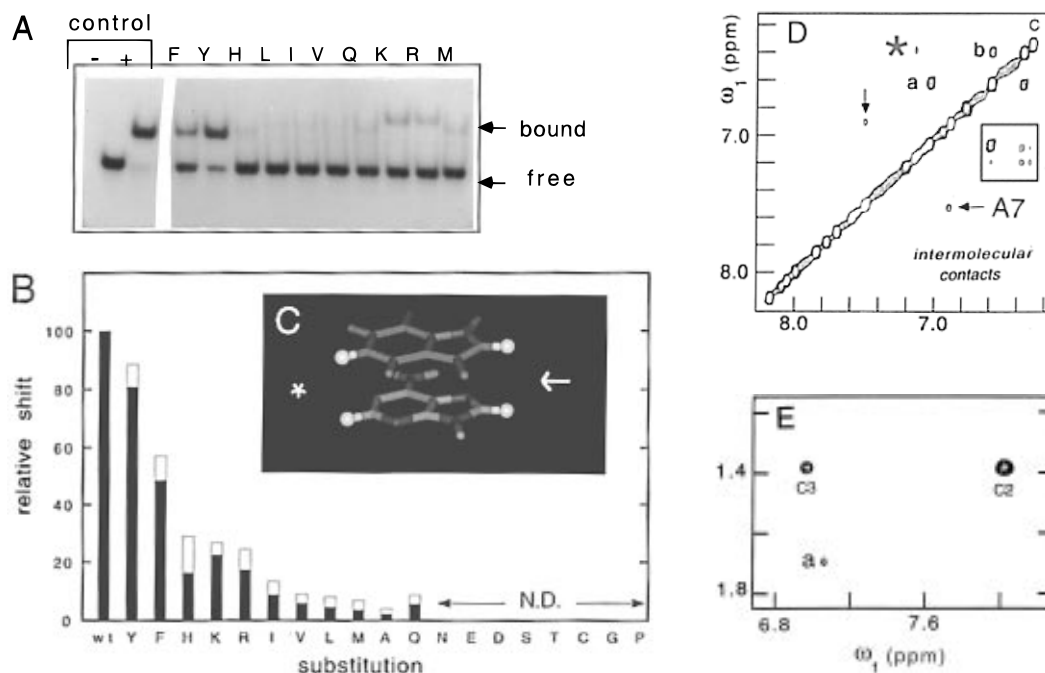 A
control
- + F Y H L I V Q K R M
bound
free
B
relative shift
100
80
60
40
20
0
C
*
N.D.
wt Y F H K R I V L M A Q N E D S T C G P
substitution
D
ω₁ (ppm)
7.0
8.0
*
a
b
C
A7
intermolecular
contacts
8.0 7.0
E
1.4
1.8
C3
C2
a
6.8 7.6
ω₁ (ppm)